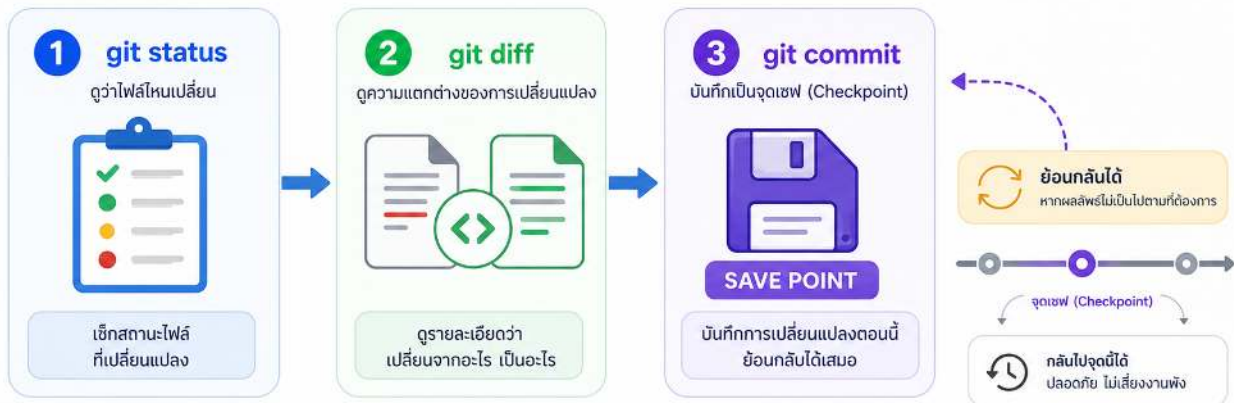 1 git status
ดูว่าไฟล์ไหนเปลี่ยน
เช็กสถานะไฟล์
ที่เปลี่ยนแปลง
2 git diff
ดูความแตกต่างของการเปลี่ยนแปลง
ดูรายละเอียดว่า
เปลี่ยนจากอะไร เป็นอะไร
3 git commit
บันทึกเป็นจุดเซฟ (Checkpoint)
SAVE POINT
บันทึกการเปลี่ยนแปลงตอนนี้
ย้อนกลับได้เสมอ
ย้อนกลับได้
หากผลลัพธ์ไม่เป็นไปตามที่ต้องการ
จุดเซฟ (Checkpoint)
กลับไปจุดนี้ได้
ปลอดภัย ไม่เสี่ยงงานพัง